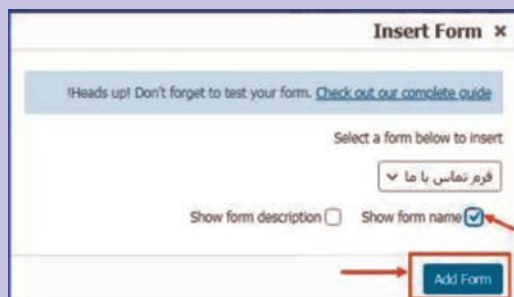 Insert Form ×
!Heads up! Don't forget to test your form. Check out our complete guide
Select a form below to insert
فرم تماس با ما
Show form name
Show form description
Add Form